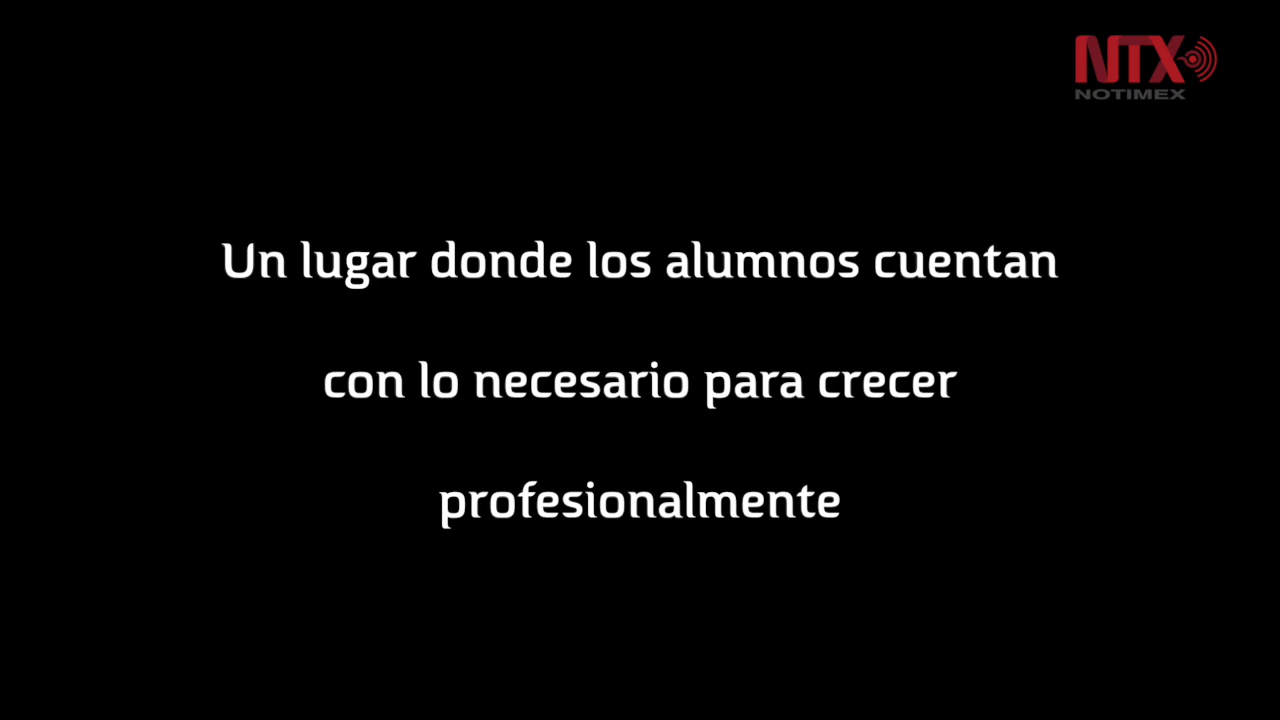 NTX
NOTIMEX
Un lugar donde los alumnos cuentan
con lo necesario para crecer
profesionalmente